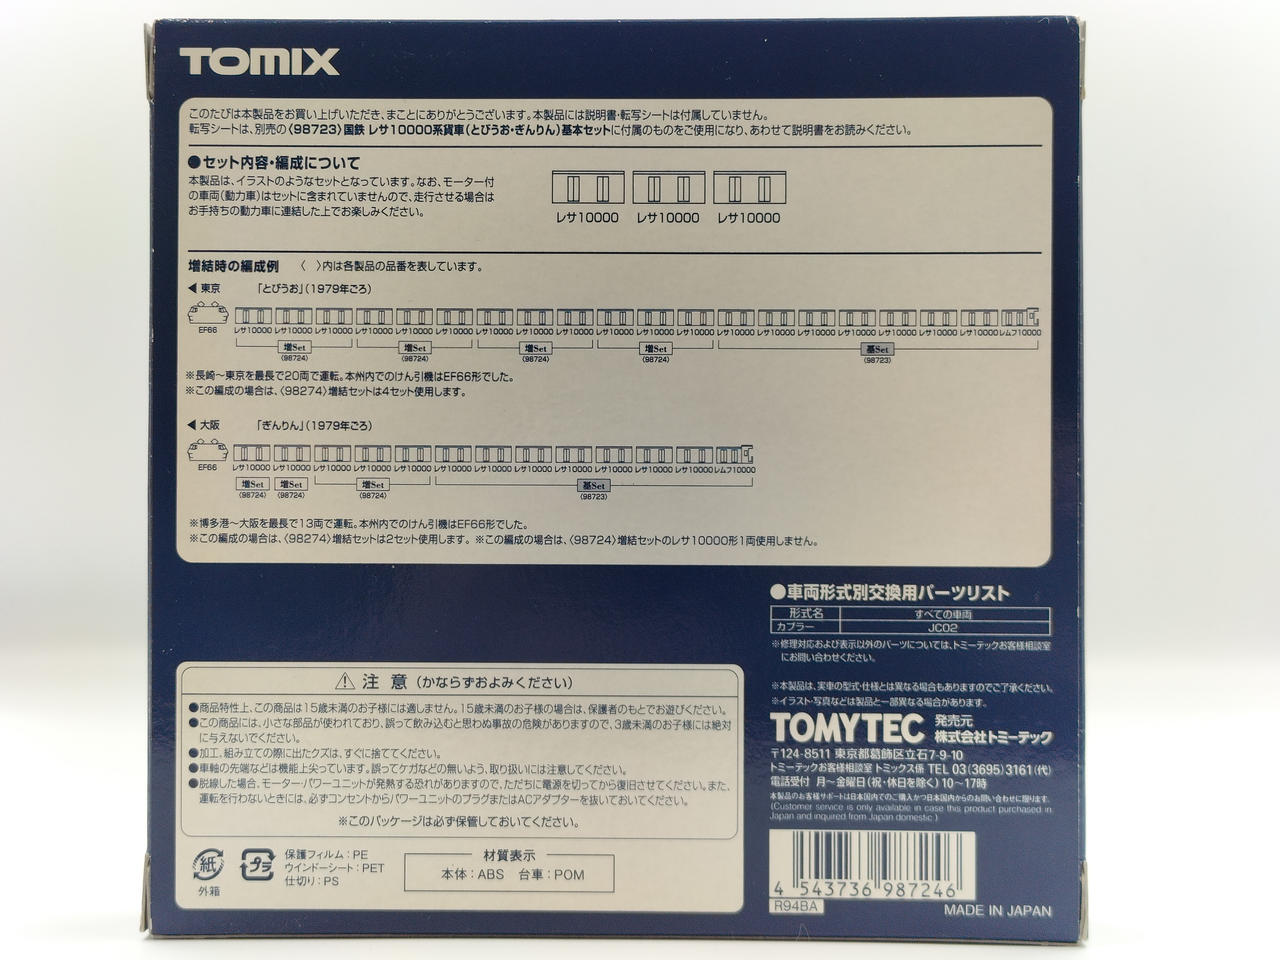 TOMIX
このたびは本製品をお買い上げいただき、まことにありがとうございます。本製品には説明書・転写シートは付属していません。
転写シートは、別売の〈98723〉国鉄 レサ10000系貨車(とびうお・ぎんりん)基本セットに付属のものをご使用になり、あわせて説明書をお読みください。
●セット内容・編成について
本製品は、イラストのようなセットとなっています。なお、モーター付
の車両(動力車)はセットに含まれていませんので、走行させる場合は
お手持ちの動力車に連結した上でお楽しみください。
レサ10000 レサ10000 レサ10000
増結時の編成例 〈 〉内は各製品の品番を表しています。
◀ 東京 「とびうお」(1979年ごろ)
EF66 レサ10000 レサ10000 レサ10000 レサ10000 レサ10000 レサ10000 レサ10000 レサ10000 レサ10000 レサ10000 レサ10000 レサ10000 レサ10000 レサ10000 レサ10000 レサ10000 レサ10000 レサ10000 レサ10000 レムフ10000
増Set 増Set 増Set 増Set 基Set
〈98724〉 〈98724〉 〈98724〉 〈98724〉 〈98723〉
※長崎～東京を最長で20両で運転。本州内でのけん引機はEF66形でした。
※この編成の場合は、〈98274〉増結セットは4セット使用します。
◀ 大阪 「ぎんりん」(1979年ごろ)
EF66 レサ10000 レサ10000 レサ10000 レサ10000 レサ10000 レサ10000 レサ10000 レサ10000 レサ10000 レサ10000 レサ10000 レサ10000 レムフ10000
増Set 増Set 増Set 基Set
〈98724〉 〈98724〉 〈98724〉 〈98723〉
※博多港～大阪を最長で13両で運転。本州内でのけん引機はEF66形でした。
※この編成の場合は、〈98274〉増結セットは2セット使用します。 ※この編成の場合は、〈98724〉増結セットのレサ10000形1両使用しません。
●車両形式別交換用パーツリスト
形式名 すべての車両
カプラー JC02
※修理対応および表示以外のパーツについては、トミーテックお客様相談室
にお問い合わせください。
※本製品は、実車の型式・仕様とは異なる場合もありますのでご了承ください。
※イラスト・写真などは製品と一部異なる場合があります。
TOMYTEC 発売元
株式会社トミーテック
〒124-8511 東京都葛飾区立石7-9-10
トミーテックお客様相談室 トミックス係 TEL 03(3695)3161(代)
電話受付 月～金曜日(祝・休日を除く)10～17時
本製品のお客様サポートは日本国内でのご購入かつ日本国内からのお問い合わせに限ります。
(Customer service is only available in case this product purchased in
Japan and inquired from Japan domestic.)
4 543736 987246
R94BA
MADE IN JAPAN
⚠ 注 意 (かならずおよみください)
●商品特性上、この商品は15歳未満のお子様には適しません。15歳未満のお子様の場合は、保護者のもとでお遊びください。
●この商品には、小さな部品が使われており、誤って飲み込むと思わぬ事故の危険がありますので、3歳未満のお子様には絶対
に与えないでください。
●加工、組み立ての際に出たクズは、すぐに捨ててください。
●車軸の先端などは機能上尖っています。誤ってケガなどの無いよう、取り扱いには注意してください。
●脱線した場合、モーター・パワーユニットが発熱する恐れがありますので、ただちに電源を切ってから復旧させてください。また、
運転を行わないときには、必ずコンセントからパワーユニットのプラグまたはACアダプターを抜いておいてください。
※このパッケージは必ず保管しておいてください。
紙
外箱
プラ
保護フィルム：PE
ウインドーシート：PET
仕切り：PS
材質表示
本体：ABS 台車：POM